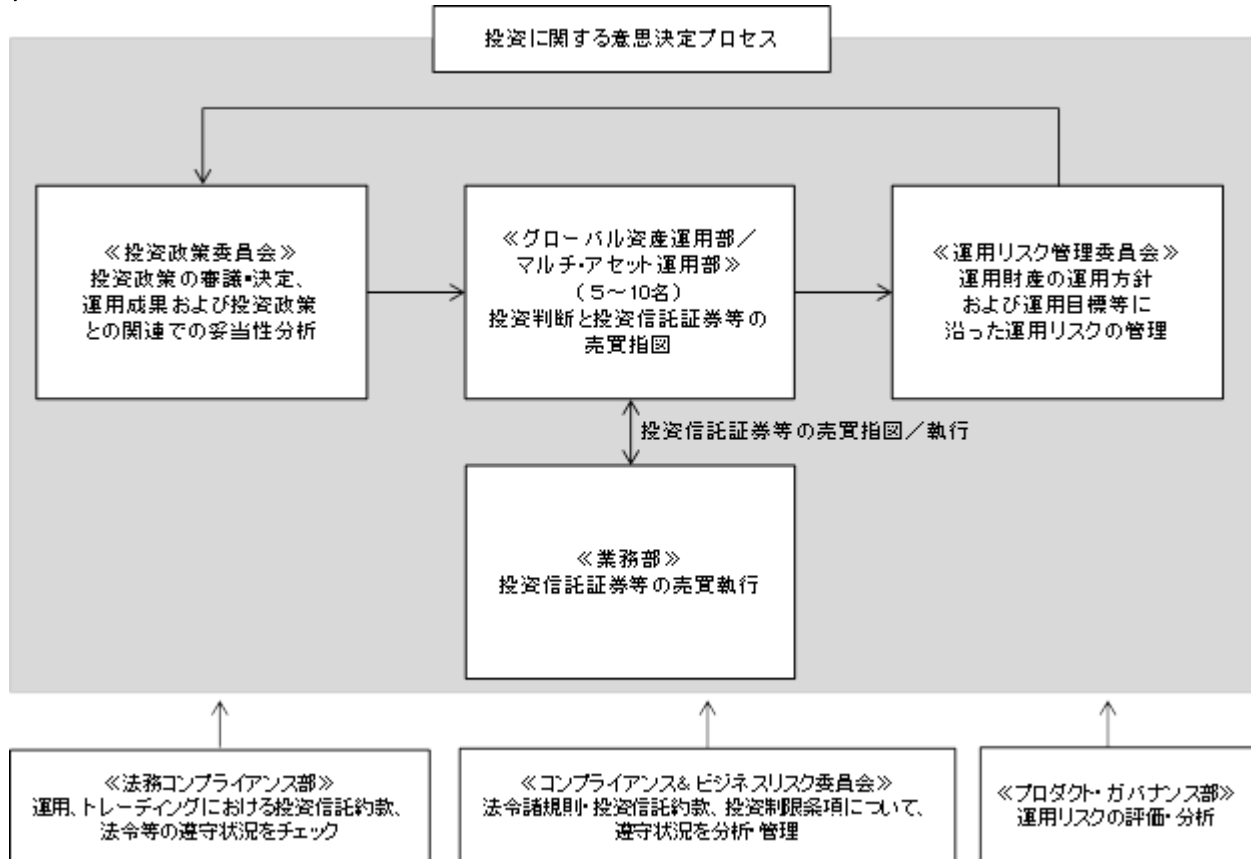 投資に関する意思決定プロセス
≪投資政策委員会≫
投資政策の審議・決定、
運用成果および投資政策
との関連での妥当性分析
≪グローバル資産運用部／
マルチ・アセット運用部≫
（５～10名）
投資判断と投資信託証券等の
売買指図
≪運用リスク管理委員会≫
運用財産の運用方針
および運用目標等に
沿った運用リスクの管理
投資信託証券等の売買指図／執行
≪業務部≫
投資信託証券等の売買執行
≪法務コンプライアンス部≫
運用、トレーディングにおける投資信託約款、
法令等の遵守状況をチェック
≪コンプライアンス＆ビジネスリスク委員会≫
法令諸規則・投資信託約款、投資制限条項について、
遵守状況を分析・管理
≪プロダクト・ガバナンス部≫
運用リスクの評価・分析